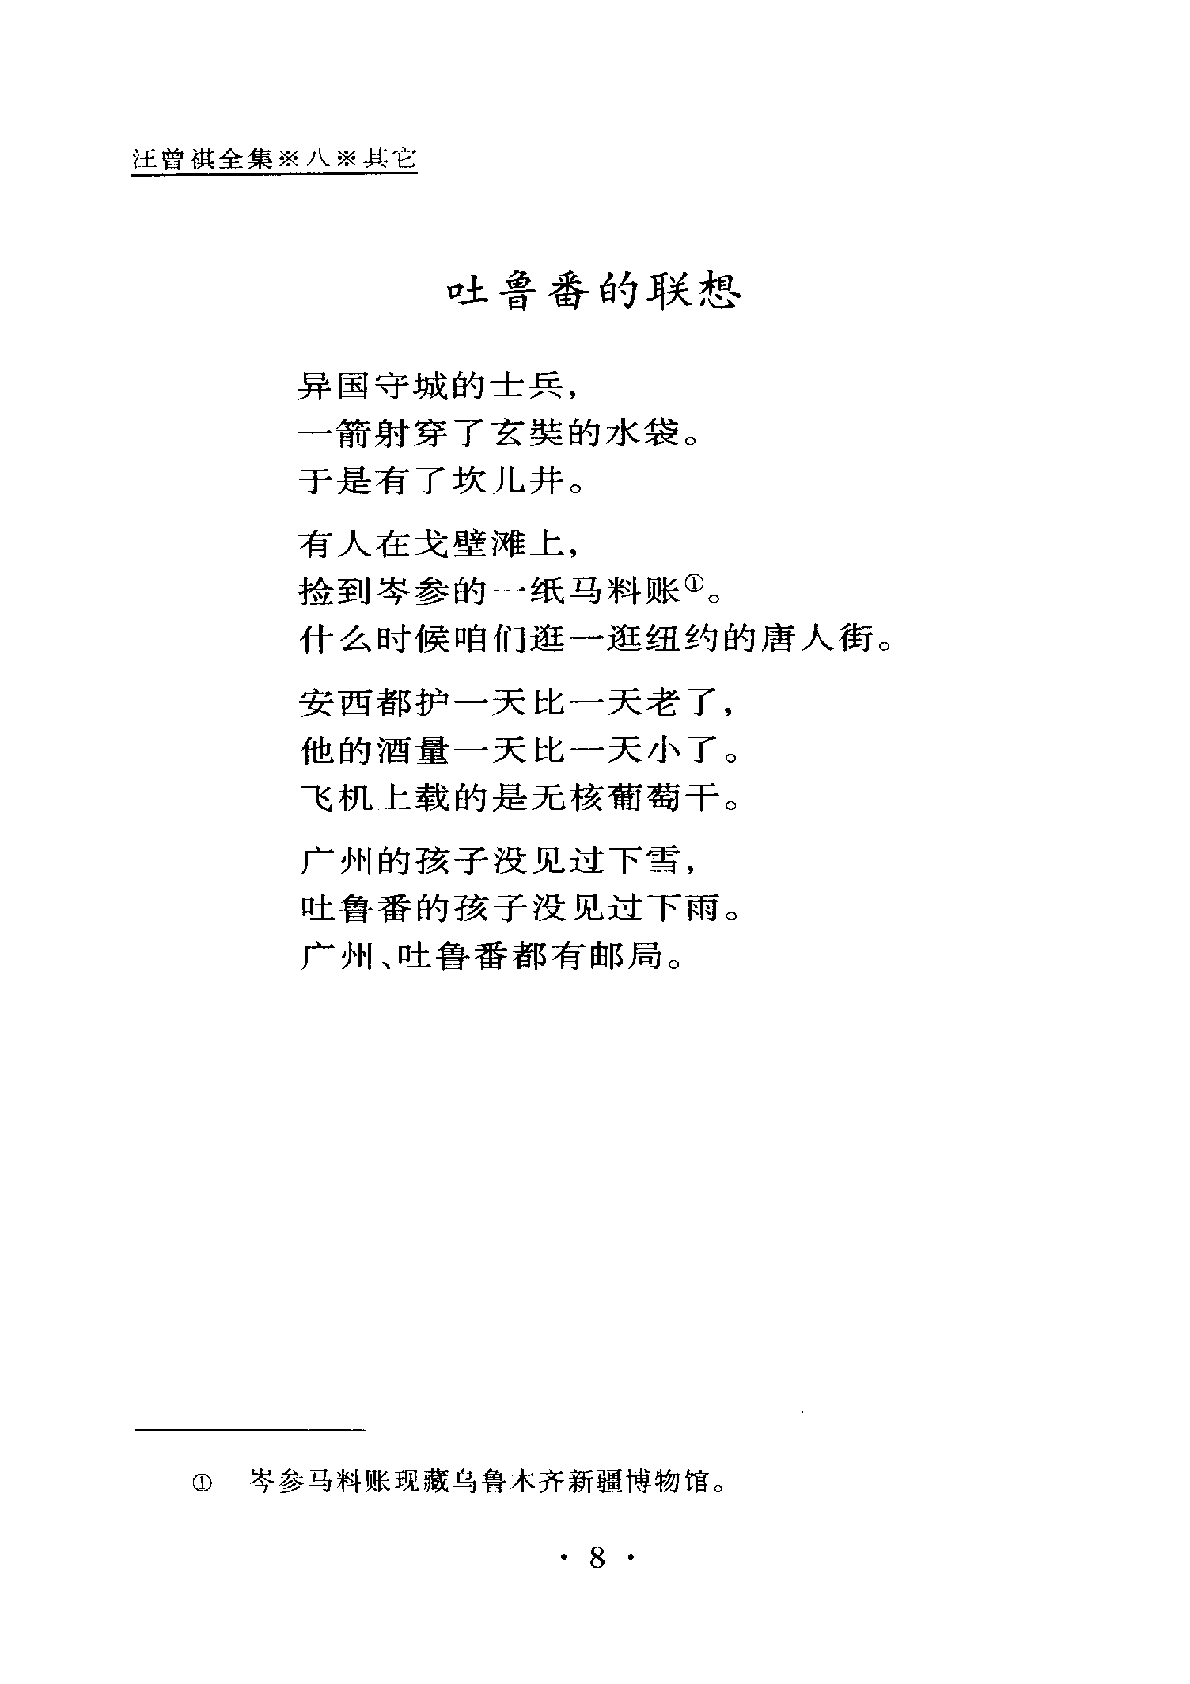 汪曾祺全集※八※其它
吐鲁番的联想
异国守城的士兵，
一箭射穿了玄奘的水袋。
于是有了坎儿井。
有人在戈壁滩上，
捡到岑参的一纸马料账①。
什么时候咱们逛一逛纽约的唐人街。
安西都护一天比一天老了，
他的酒量一天比一天小了。
飞机上载的是无核葡萄干。
广州的孩子没见过下雪，
吐鲁番的孩子没见过下雨。
广州、吐鲁番都有邮局。
① 岑参马料账现藏乌鲁木齐新疆博物馆。
· 8 ·